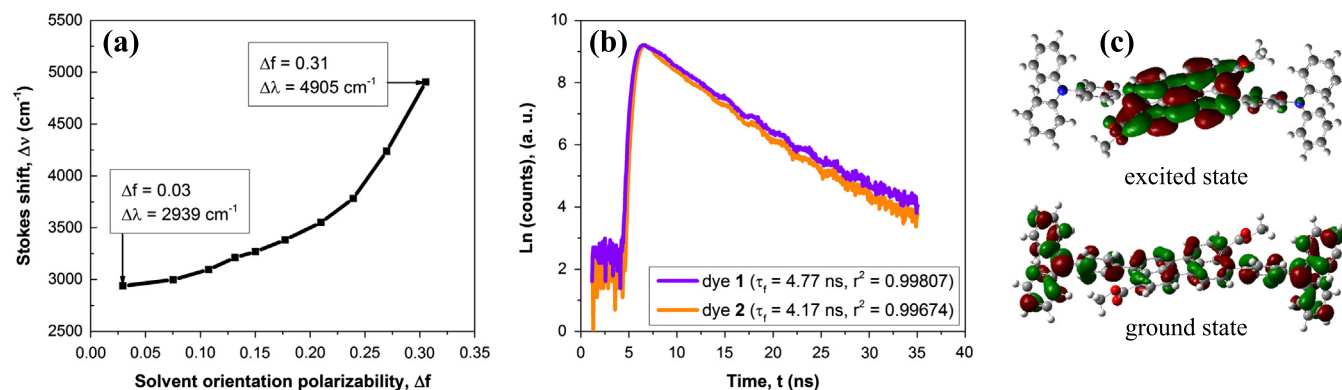 (a)
5500
5000
4500
4000
3500
3000
2500
Stokes shift, Δν (cm⁻¹)
Δf = 0.31
Δλ = 4905 cm⁻¹
Δf = 0.03
Δλ = 2939 cm⁻¹
0.00 0.05 0.10 0.15 0.20 0.25 0.30 0.35
Solvent orientation polarizability, Δf
(b)
10
8
6
4
2
0
Ln (counts), (a. u.)
dye 1 (τf = 4.77 ns, r² = 0.99807)
dye 2 (τf = 4.17 ns, r² = 0.99674)
0 5 10 15 20 25 30 35 40
Time, t (ns)
(c)
excited state
ground state